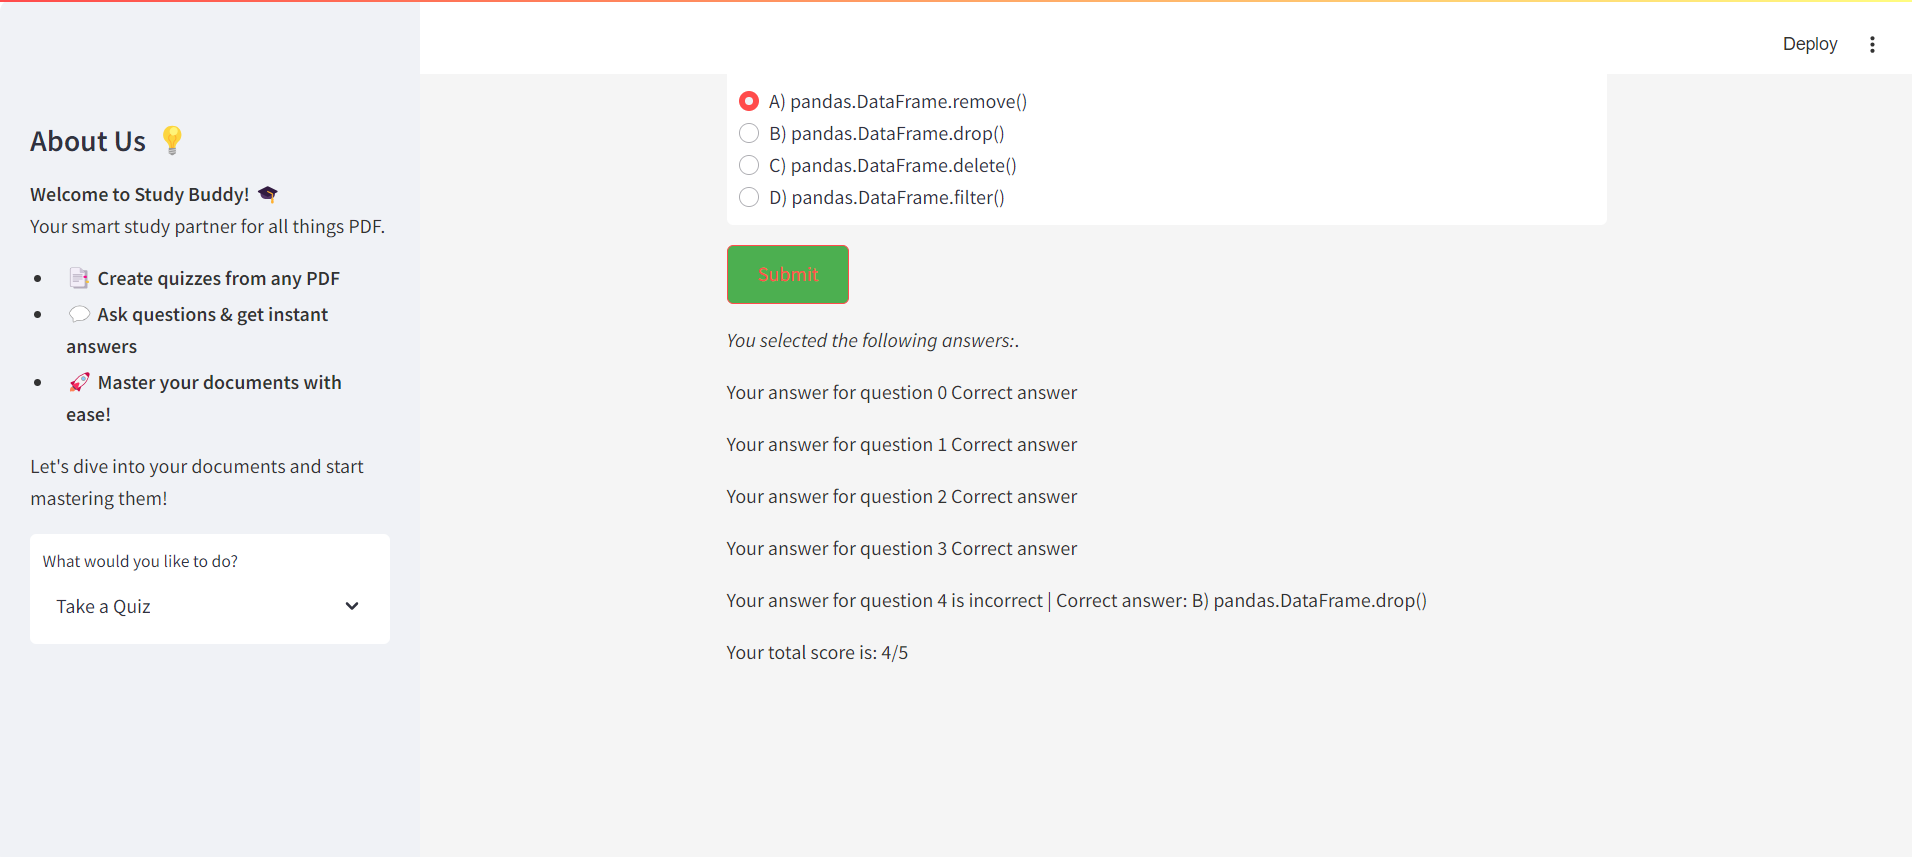 Deploy
About Us
Welcome to Study Buddy!
Your smart study partner for all things PDF.
Create quizzes from any PDF
Ask questions & get instant
answers
Master your documents with
ease!
Let's dive into your documents and start
mastering them!
What would you like to do?
Take a Quiz
A) pandas.DataFrame.remove()
B) pandas.DataFrame.drop()
C) pandas.DataFrame.delete()
D) pandas.DataFrame.filter()
Submit
You selected the following answers:.
Your answer for question 0 Correct answer
Your answer for question 1 Correct answer
Your answer for question 2 Correct answer
Your answer for question 3 Correct answer
Your answer for question 4 is incorrect | Correct answer: B) pandas.DataFrame.drop()
Your total score is: 4/5